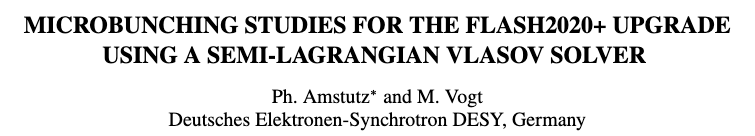 MICROBUNCHING STUDIES FOR THE FLASH2020+ UPGRADE
USING A SEMI-LAGRANGIAN VLASOV SOLVER
Ph. Amstutz* and M. Vogt
Deutsches Elektronen-Synchrotron DESY, Germany